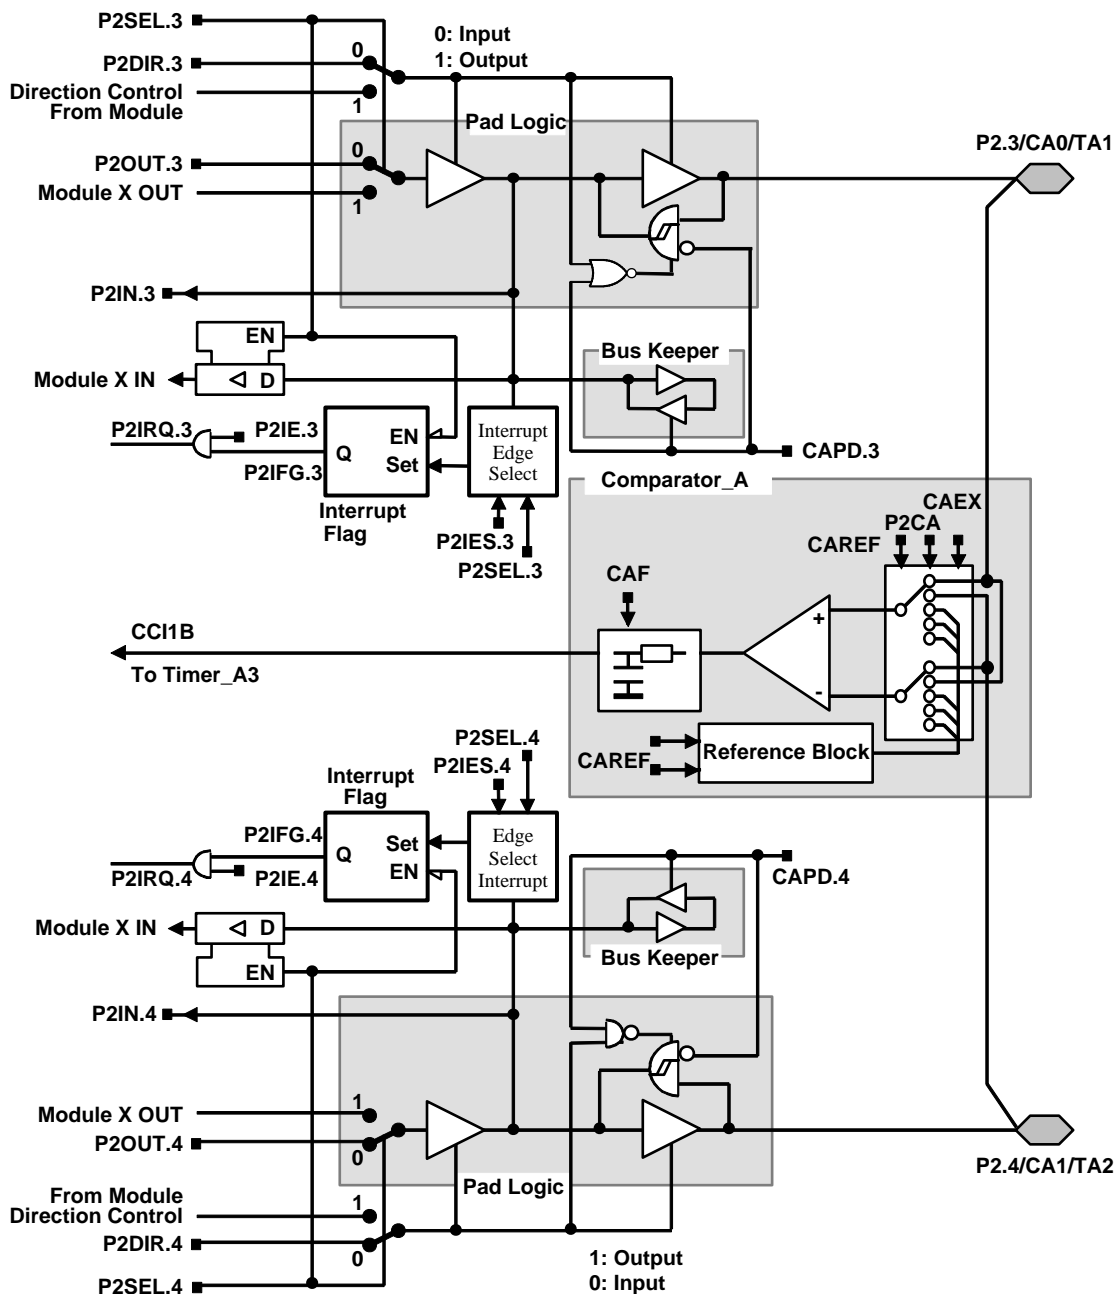 P2SEL.3
0: Input
1: Output
P2DIR.3
0
Direction Control
From Module
1
Pad Logic
P2.3/CA0/TA1
P2OUT.3
0
Module X OUT
1
P2IN.3
EN
Bus Keeper
Module X IN
D
P2IRQ.3
P2IE.3
P2IFG.3
Q
EN
Set
Interrupt
Edge
Select
CAPD.3
Interrupt
Flag
P2IES.3
P2SEL.3
Comparator_A
CAEX
P2CA
CAREF
CAF
+
-
CCI1B
To Timer_A3
Reference Block
CAREF
P2SEL.4
P2IES.4
Interrupt
Flag
P2IFG.4
P2IRQ.4
P2IE.4
Q
Set
EN
Edge
Select
Interrupt
CAPD.4
Module X IN
D
EN
Bus Keeper
P2IN.4
Module X OUT
1
P2OUT.4
0
Pad Logic
P2.4/CA1/TA2
From Module
Direction Control
1
P2DIR.4
0
1: Output
0: Input
P2SEL.4